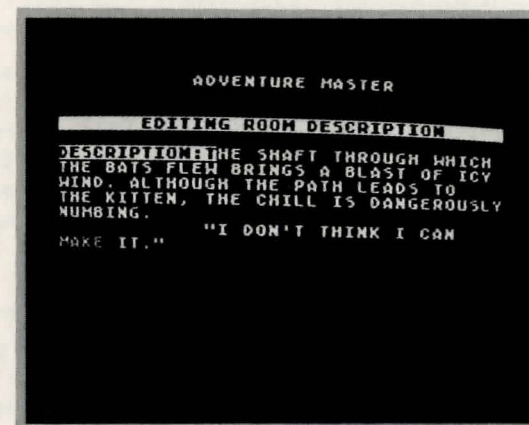 ADVENTURE MASTER
EDITING ROOM DESCRIPTION
DESCRIPTION:THE SHAFT THROUGH WHICH
THE BATS FLEW BRINGS A BLAST OF ICY
WIND. ALTHOUGH THE PATH LEADS TO
THE KITTEN, THE CHILL IS DANGEROUSLY
NUMBING.
"I DON'T THINK I CAN
MAKE IT."